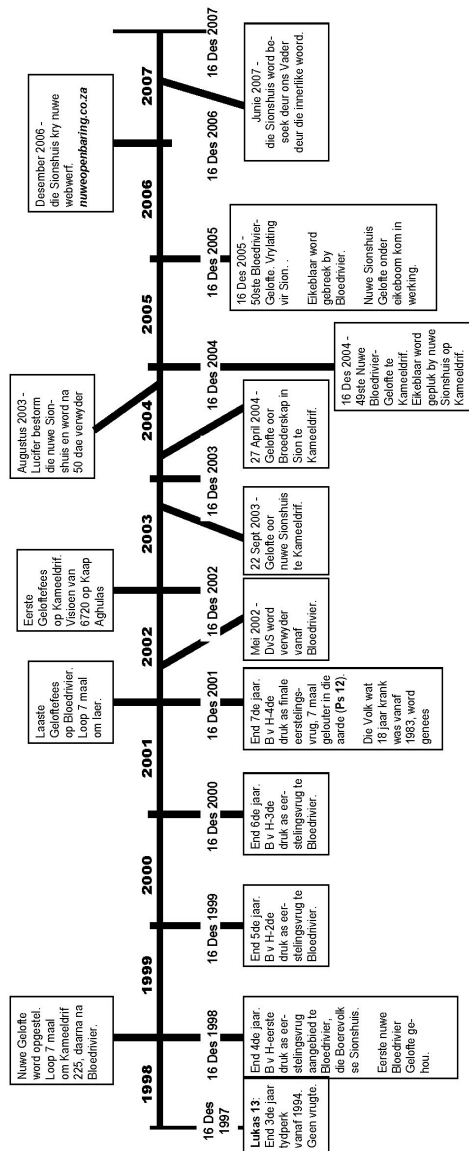 Nuwe Gelofte
word opgestel.
Loop 7 maal
om Kameeldrif
225, daarna na
Bloedrivier.
Laaste
Geloftefees
op Bloedrivier.
Loop 7 maal
om laer.
Eerste
Geloftefees
op Kameeldrif.
Visioen van
6720 op Kaap
Aghulas
Augustus 2003 -
Lucifer bestorm
die nuwe Sion-
shuis en word na
50 dae verwyder
Desember 2006 -
die Sionshuis kry nuwe
webwerf.
nuweopenbaring.co.za
1998
1999
2000
2001
2002
2003
2004
2005
2006
2007
16 Des
1997
16 Des 1998
16 Des 1999
16 Des 2000
16 Des 2001
16 Des 2002
16 Des 2003
16 Des 2004
16 Des 2005
16 Des 2006
16 Des 2007
Lukas 13:
End 3de jaar
tydperk
vanaf 1994.
Geen vrugte.
End 4de jaar.
B v H-eerste
druk as eer-
stelingsvrug
aangebied te
Bloedrivier,
die Boerevolk
se Sionshuis.
Eerste nuwe
Bloedrivier
Gelofte ge-
hou.
End 5de jaar.
B v H-2de
druk as eer-
stelingsvrug te
Bloedrivier.
End 6de jaar.
B v H-3de
druk as eer-
stelingsvrug te
Bloedrivier.
End 7de jaar.
B v H-4de
druk as finale
eerstelings-
vrug, 7 maal
gelouter in die
aarde (Ps 12).
Die Volk wat
18 jaar krank
was vanaf
1983, word
genees
Mei 2002 -
DvS word
verwyder
vanaf
Bloedrivier.
22 Sept 2003 -
Gelofte oor
nuwe Sionshuis
te Kameeldrif.
27 April 2004 -
Gelofte oor
Broederskap in
Sion te
Kameeldrif.
16 Des 2004 -
49ste Nuwe
Bloedrivier-
Gelofte te
Kameeldrif.
Eikeblaar word
gepluk by nuwe
Sionshuis op
Kameeldrif.
16 Des 2005 -
50ste Bloedrivier-
Gelofte. Vrylating
vir Sion. .
Eikeblaar word
gebreek by
Bloedrivier.
Nuwe Sionshuis
Gelofte onder
eikeboom kom in
werking.
Junie 2007 -
die Sionshuis word be-
soek deur ons Vader
deur die innerlike woord.